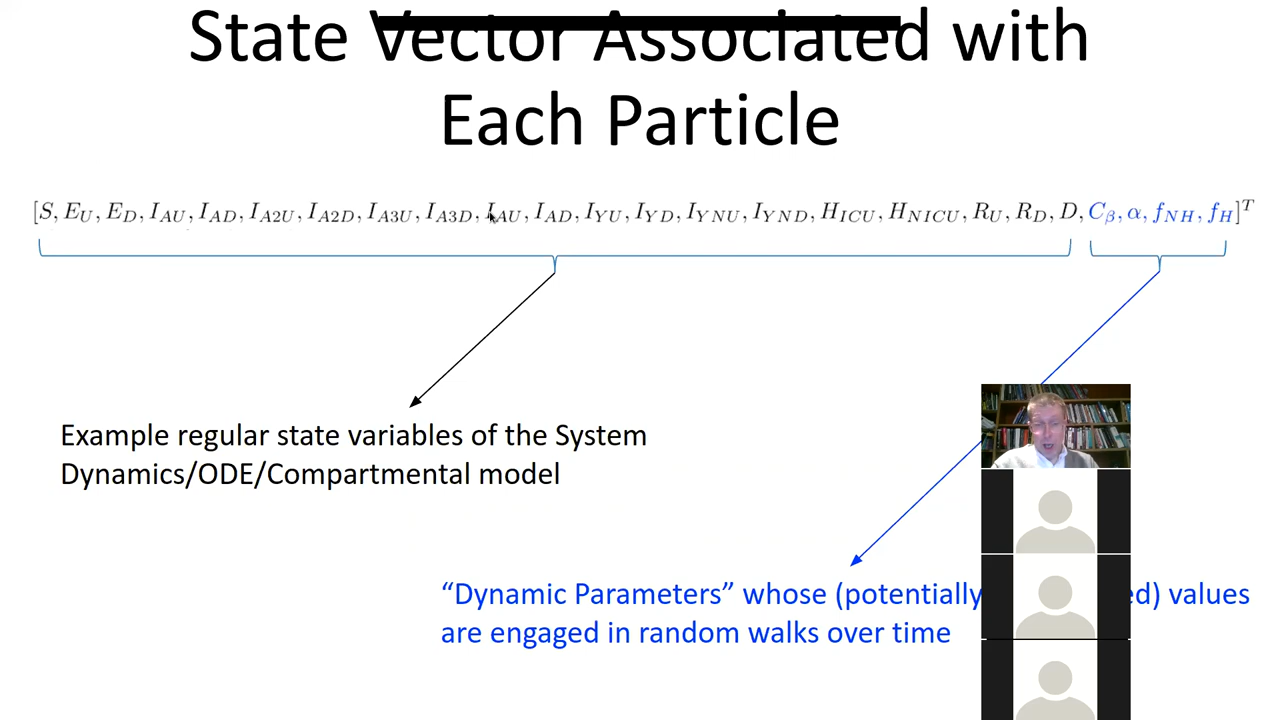 State Vector Associated with
Each Particle
[S, E_U, E_D, I_AU, I_AD, I_A2U, I_A2D, I_A3U, I_A3D, I_AU, I_AD, I_YU, I_YD, I_YNU, I_YND, H_ICU, H_NICU, R_U, R_D, D, C_β, α, f_NH, f_H]^T
Example regular state variables of the System
Dynamics/ODE/Compartmental model
“Dynamic Parameters” whose (potentially ed) values
are engaged in random walks over time